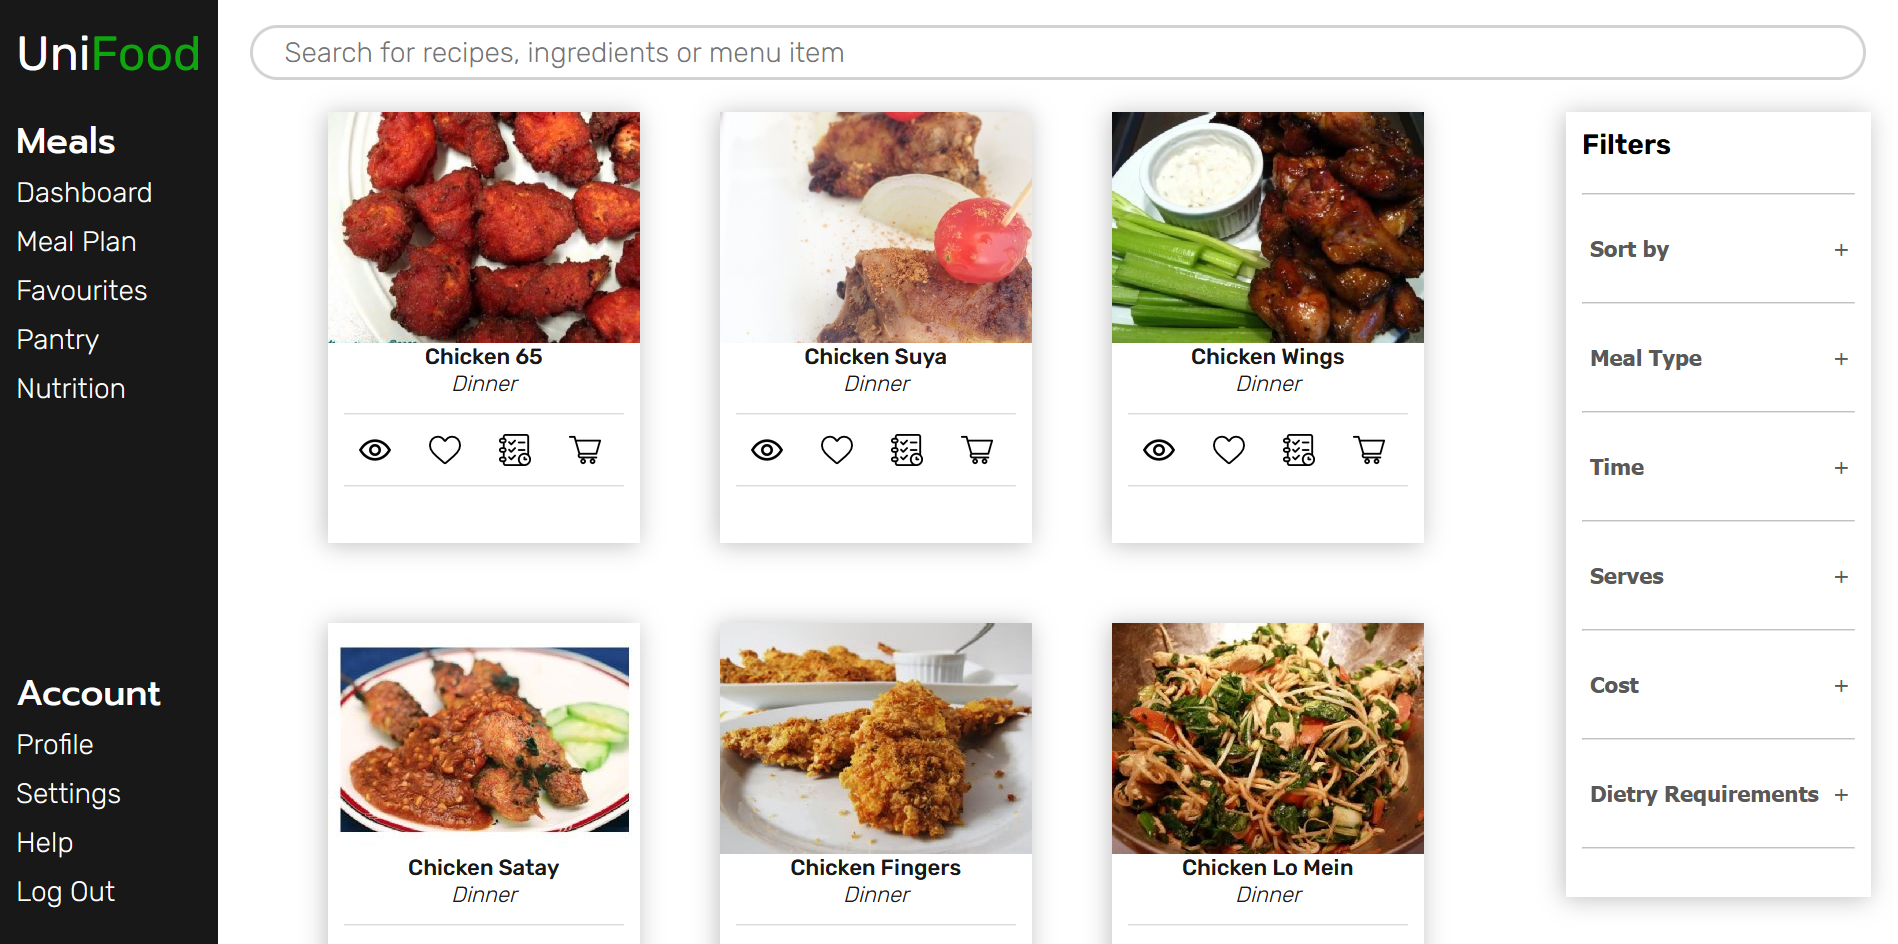 UniFood
Meals
Dashboard
Meal Plan
Favourites
Pantry
Nutrition
Account
Profile
Settings
Help
Log Out
Search for recipes, ingredients or menu item
Chicken 65
Dinner
Chicken Suya
Dinner
Chicken Wings
Dinner
Chicken Satay
Dinner
Chicken Fingers
Dinner
Chicken Lo Mein
Dinner
Filters
Sort by +
Meal Type +
Time +
Serves +
Cost +
Dietry Requirements +